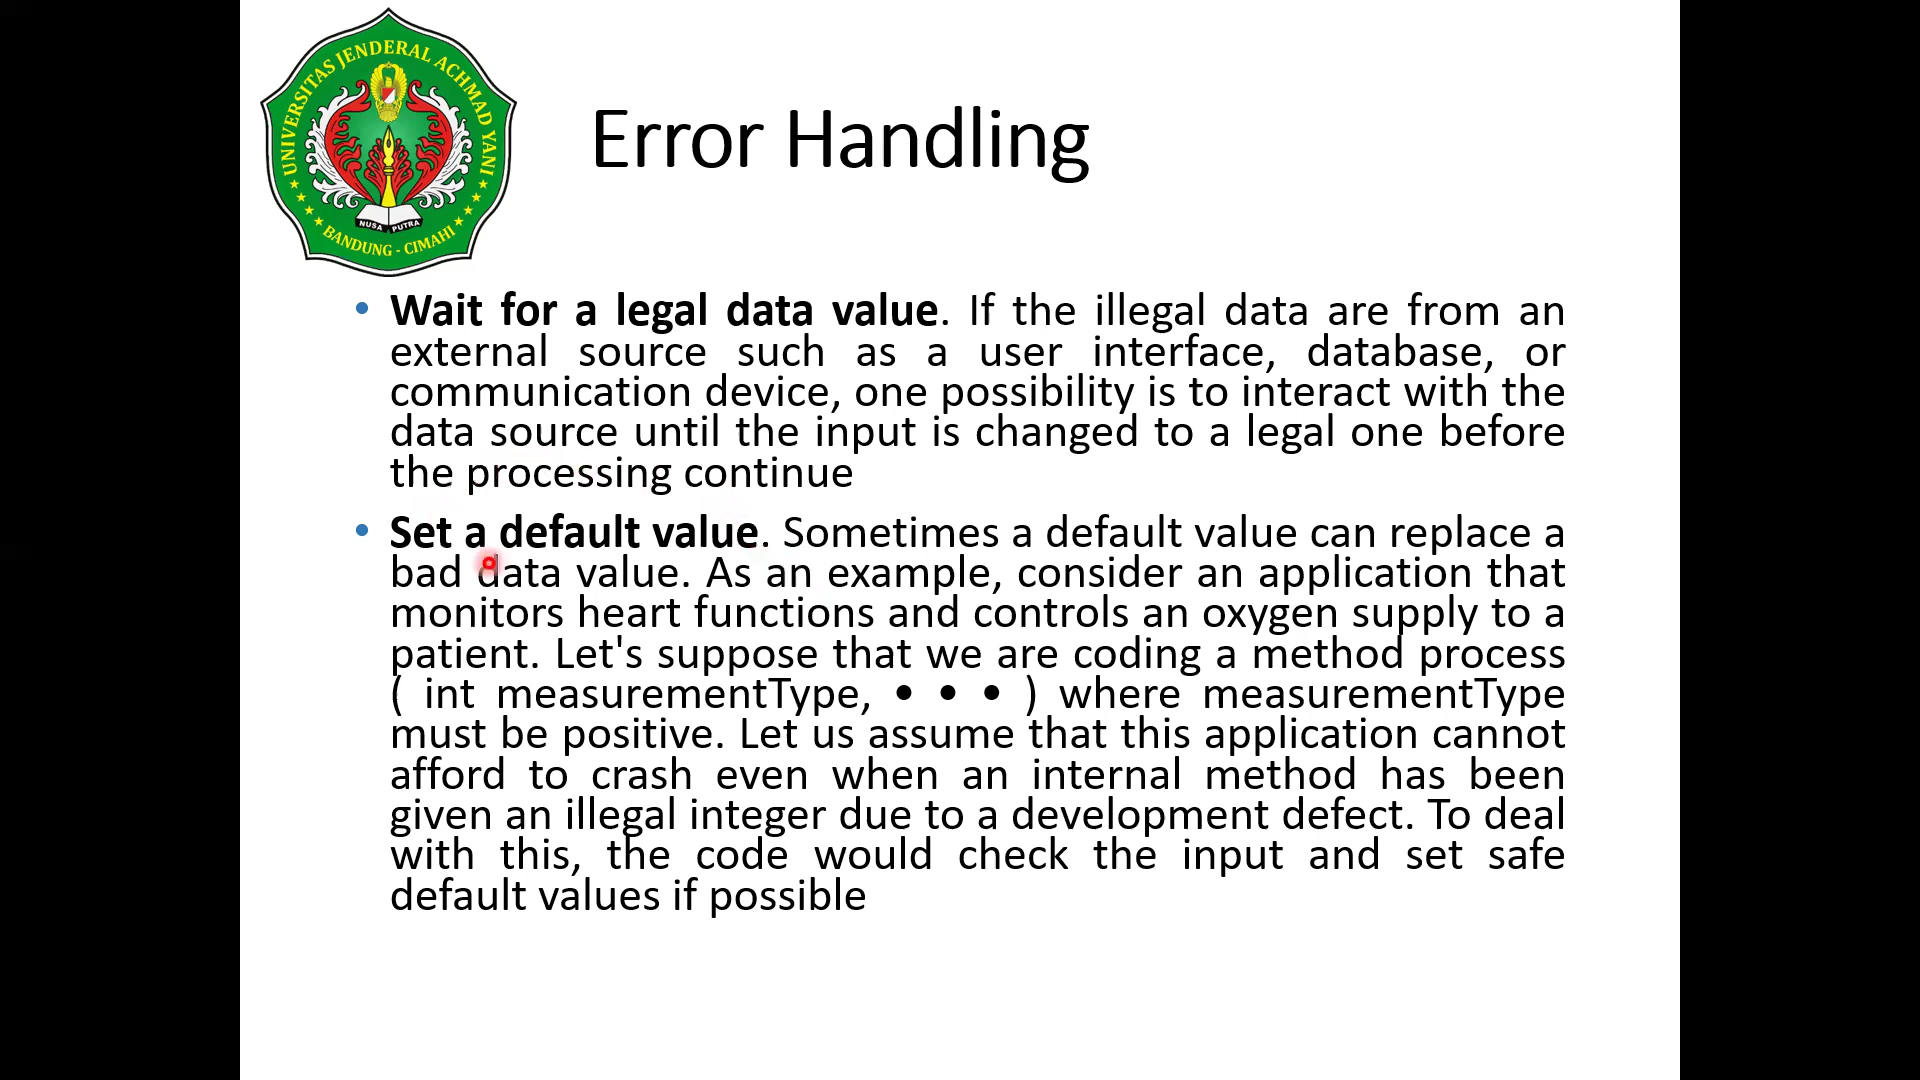 UNIVERSITAS JENDERAL ACHMAD YANI
NUSA PUTRA
BANDUNG - CIMAHI
Error Handling
• Wait for a legal data value. If the illegal data are from an
external source such as a user interface, database, or
communication device, one possibility is to interact with the
data source until the input is changed to a legal one before
the processing continue
• Set a default value. Sometimes a default value can replace a
bad data value. As an example, consider an application that
monitors heart functions and controls an oxygen supply to a
patient. Let's suppose that we are coding a method process
( int measurementType, • • • ) where measurementType
must be positive. Let us assume that this application cannot
afford to crash even when an internal method has been
given an illegal integer due to a development defect. To deal
with this, the code would check the input and set safe
default values if possible